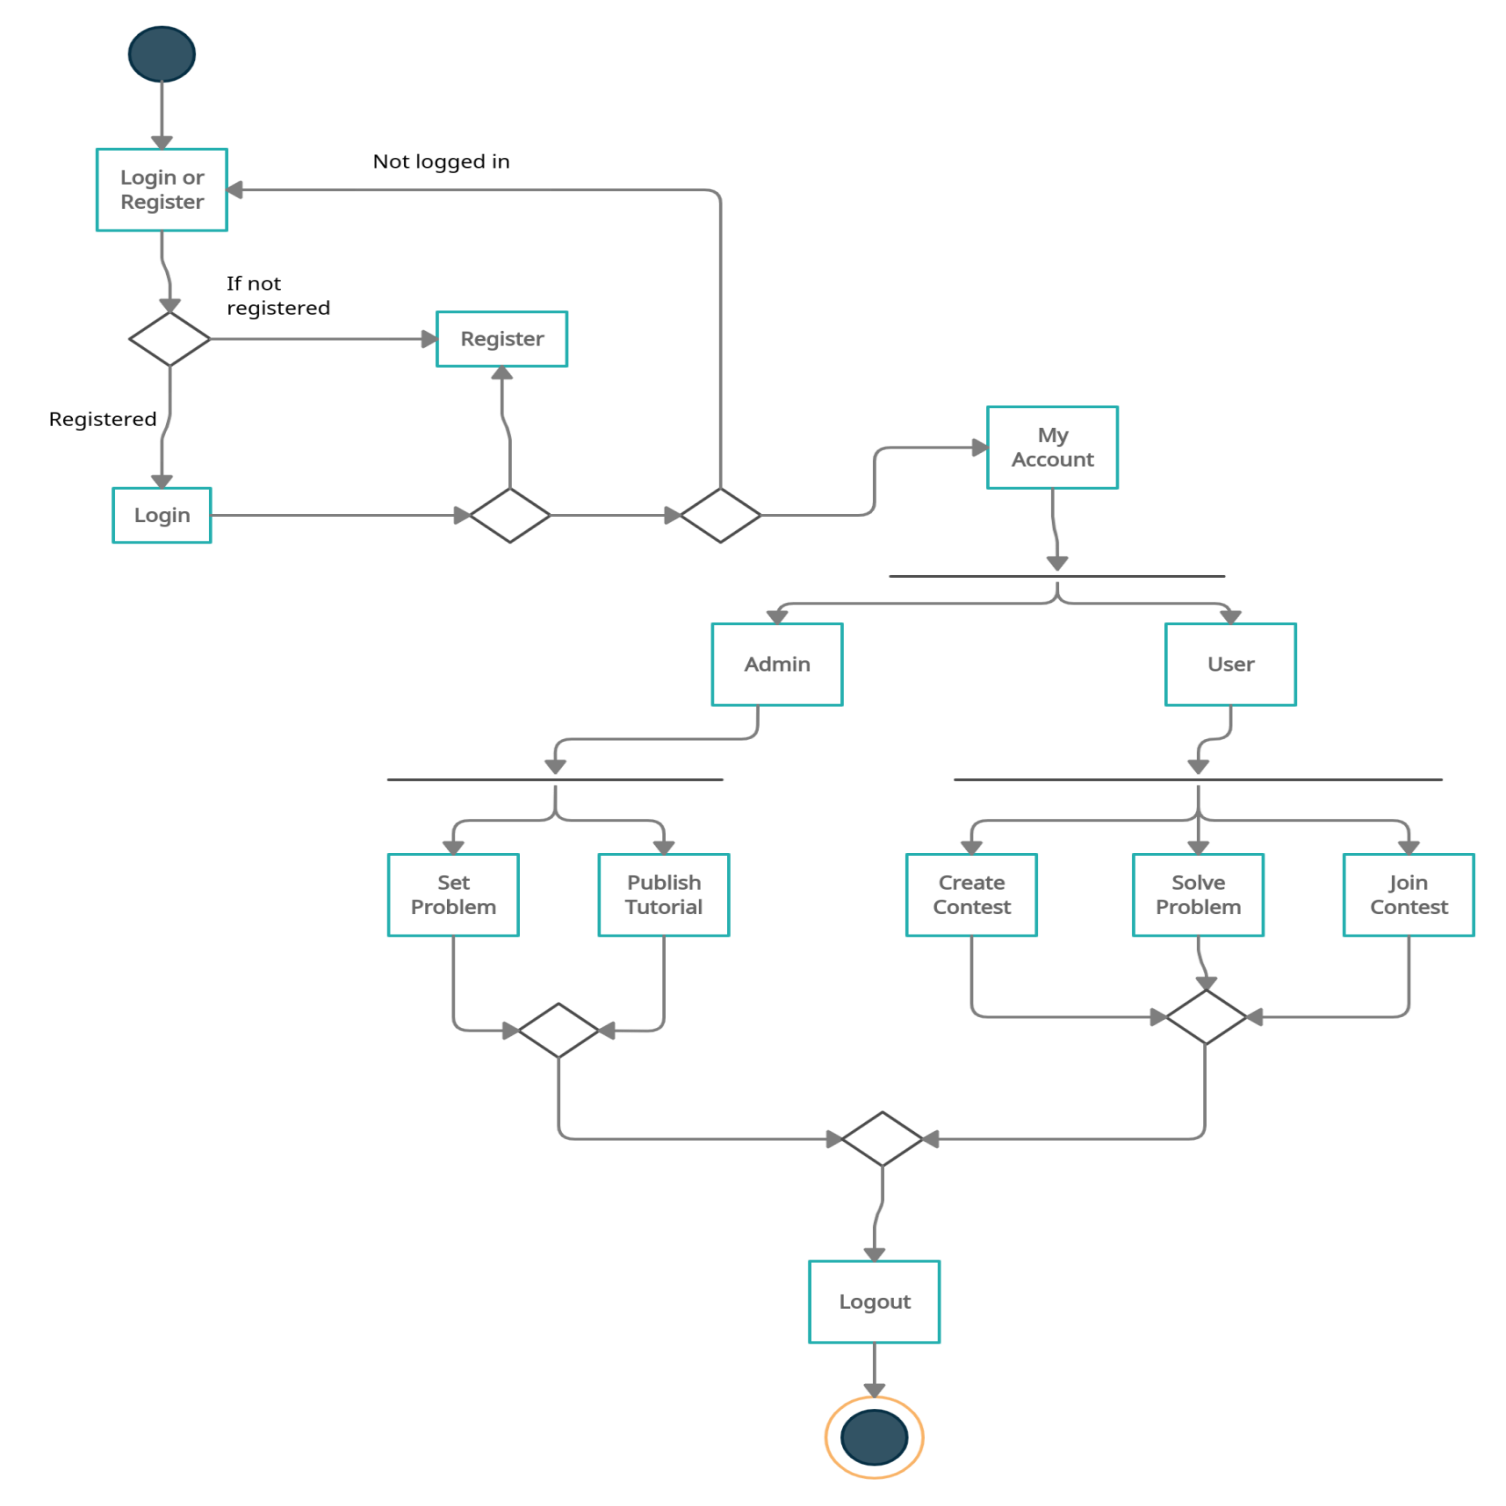 Login or
Register
Not logged in
If not
registered
Register
Registered
Login
My
Account
Admin
User
Set
Problem
Publish
Tutorial
Create
Contest
Solve
Problem
Join
Contest
Logout